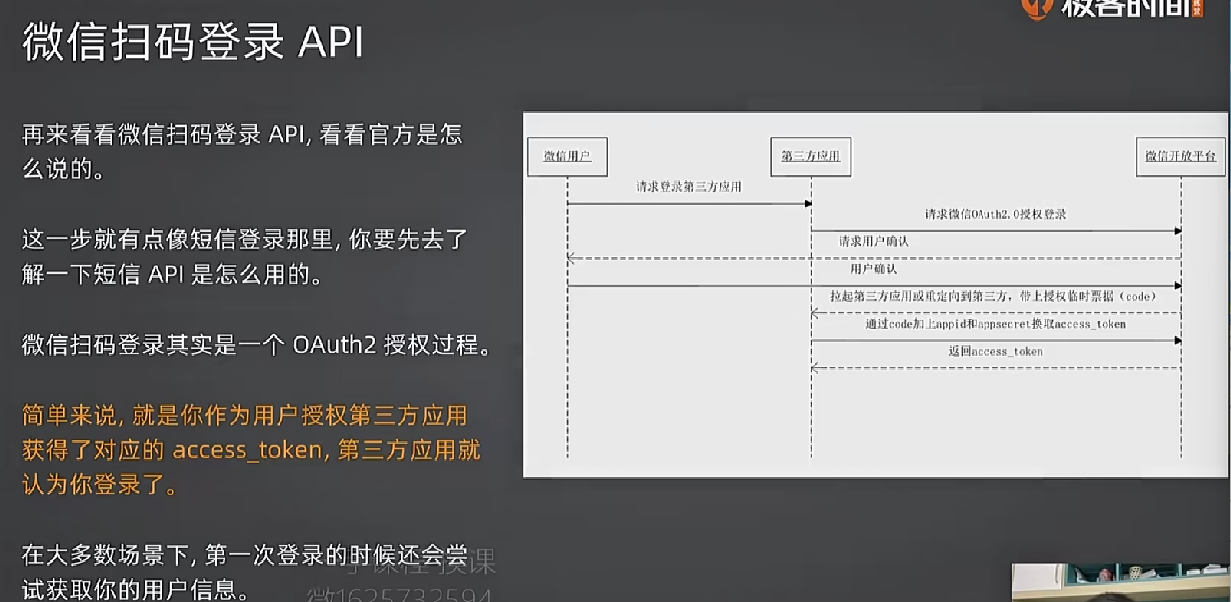 极客时间
微信扫码登录 API
再来看看微信扫码登录 API, 看看官方是怎
么说的。
这一步就有点像短信登录那里, 你要先去了
解一下短信 API 是怎么用的。
微信扫码登录其实是一个 OAuth2 授权过程。
简单来说, 就是你作为用户授权第三方应用
获得了对应的 access_token, 第三方应用就
认为你登录了。
在大多数场景下, 第一次登录的时候还会尝
试获取你的用户信息。
微信用户
第三方应用
微信开放平台
请求登录第三方应用
请求微信OAuth2.0授权登录
请求用户确认
用户确认
拉起第三方应用或重定向到第三方, 带上授权临时票据（code）
通过code加上appid和appsecret换取access_token
返回access_token
微1625732594